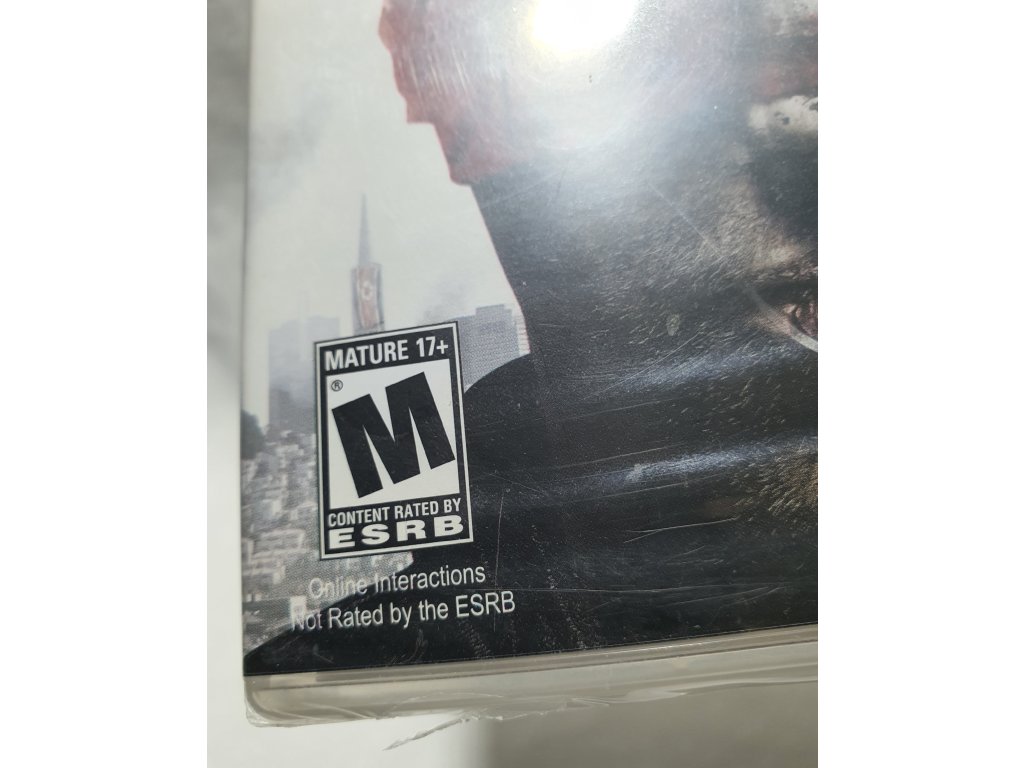 MATURE 17+
M
®
CONTENT RATED BY
ESRB
Online Interactions
Not Rated by the ESRB